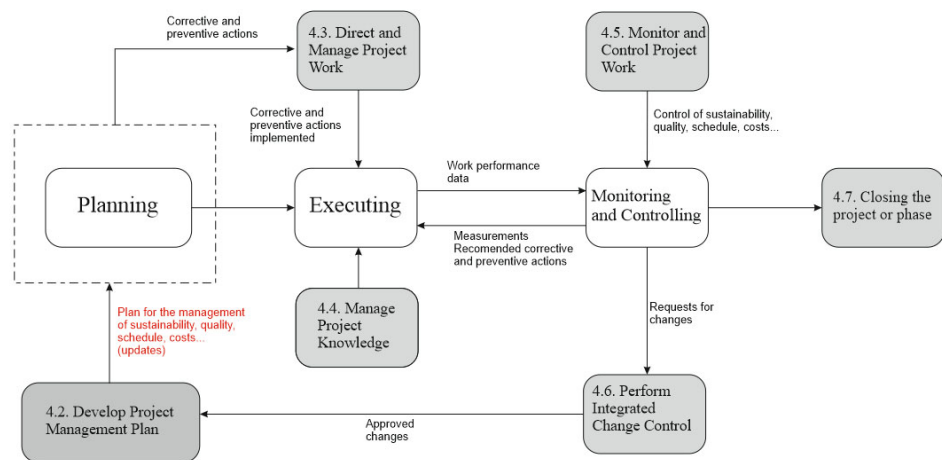 Corrective and
preventive actions
4.3. Direct and
Manage Project
Work
4.5. Monitor and
Control Project
Work
Corrective and
preventive actions
implemented
Control of sustainability,
quality, schedule, costs...
Planning
Executing
Work performance
data
Monitoring
and Controlling
4.7. Closing the
project or phase
Measurements
Recomended corrective
and preventive actions
Plan for the management
of sustainability, quality,
schedule, costs...
(updates)
4.4. Manage
Project
Knowledge
Requests for
changes
4.2. Develop Project
Management Plan
Approved
changes
4.6. Perform
Integrated
Change Control